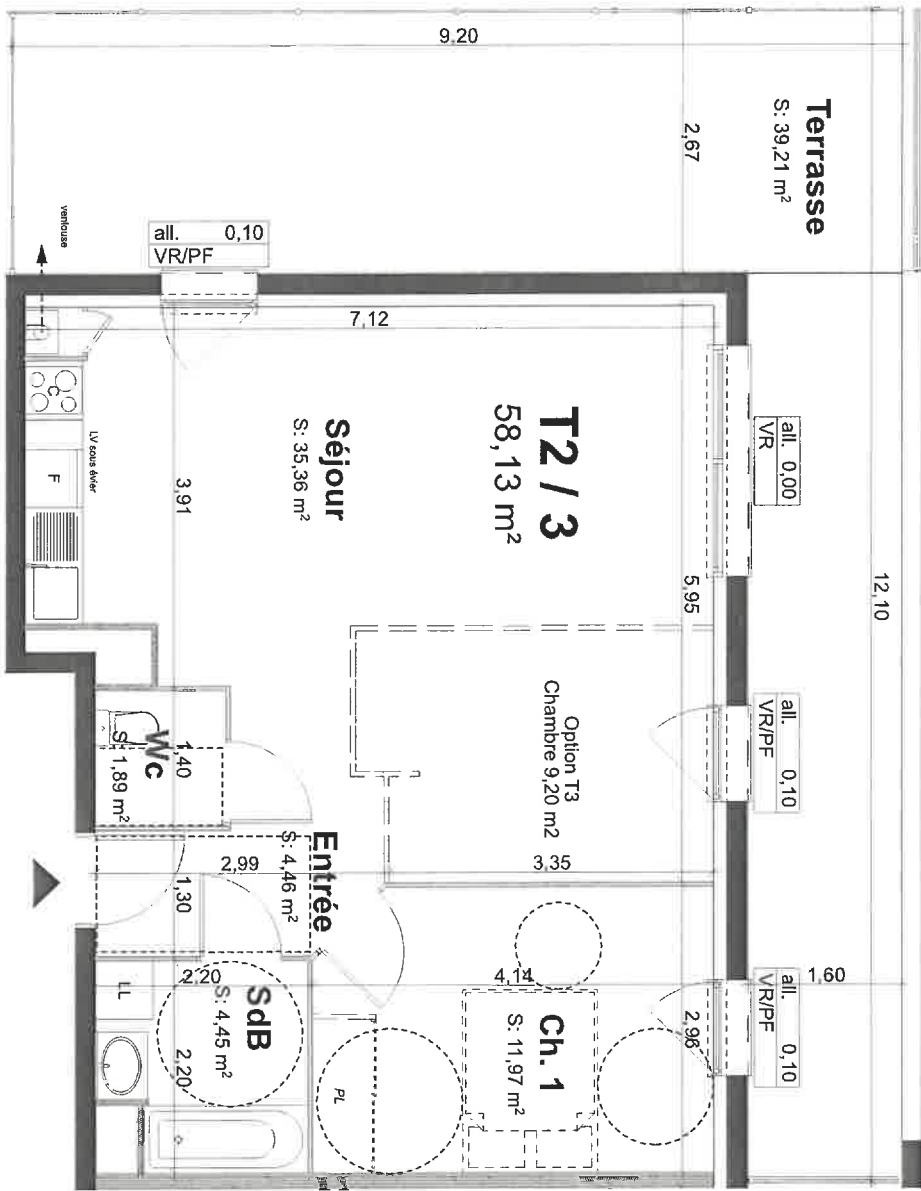 9,20
Terrasse
S: 39,21 m²
2,67
ventouse
all. 0,10
VR/PF
7,12
T2 / 3
58,13 m²
Séjour
S: 35,36 m²
all. 0,00
VR
C
LV sous évier
F
3,91
5,95
12,10
Option T3
Chambre 9,20 m2
all. 0,10
VR/PF
Wc
S: 1,89 m²
1,40
Entrée
S: 4,46 m²
2,99
1,30
3,35
2,20
4,14
1,60
all. 0,10
VR/PF
LL
SdB
S: 4,45 m²
2,20
Ch. 1
S: 11,97 m²
2,96
PL